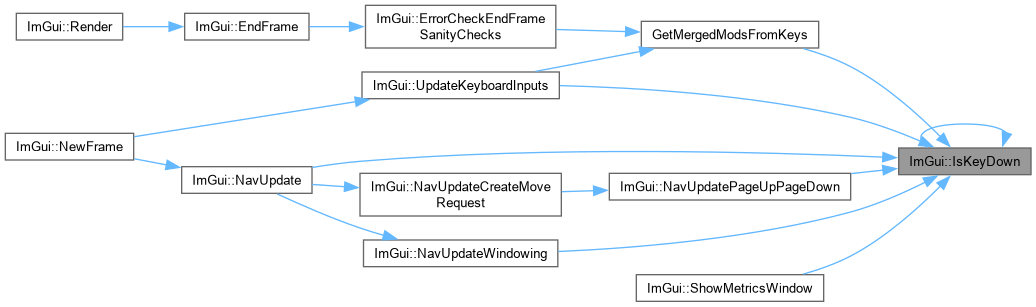 ImGui::Render
ImGui::EndFrame
ImGui::ErrorCheckEndFrame
SanityChecks
GetMergedModsFromKeys
ImGui::UpdateKeyboardInputs
ImGui::NewFrame
ImGui::IsKeyDown
ImGui::NavUpdate
ImGui::NavUpdateCreateMove
Request
ImGui::NavUpdatePageUpPageDown
ImGui::NavUpdateWindowing
ImGui::ShowMetricsWindow